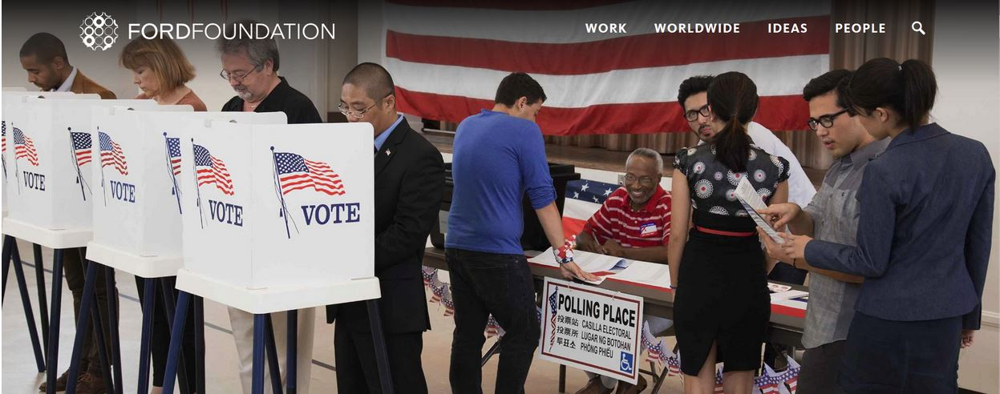 FORDFOUNDATION
WORK
WORLDWIDE
IDEAS
PEOPLE
VOTE
VOTE
VOTE
VOTE
POLLING PLACE
投票站 CASILLA ELECTORAL
投票所 LUGAR NG BOTOHAN
투표소 PHÒNG PHIẾU